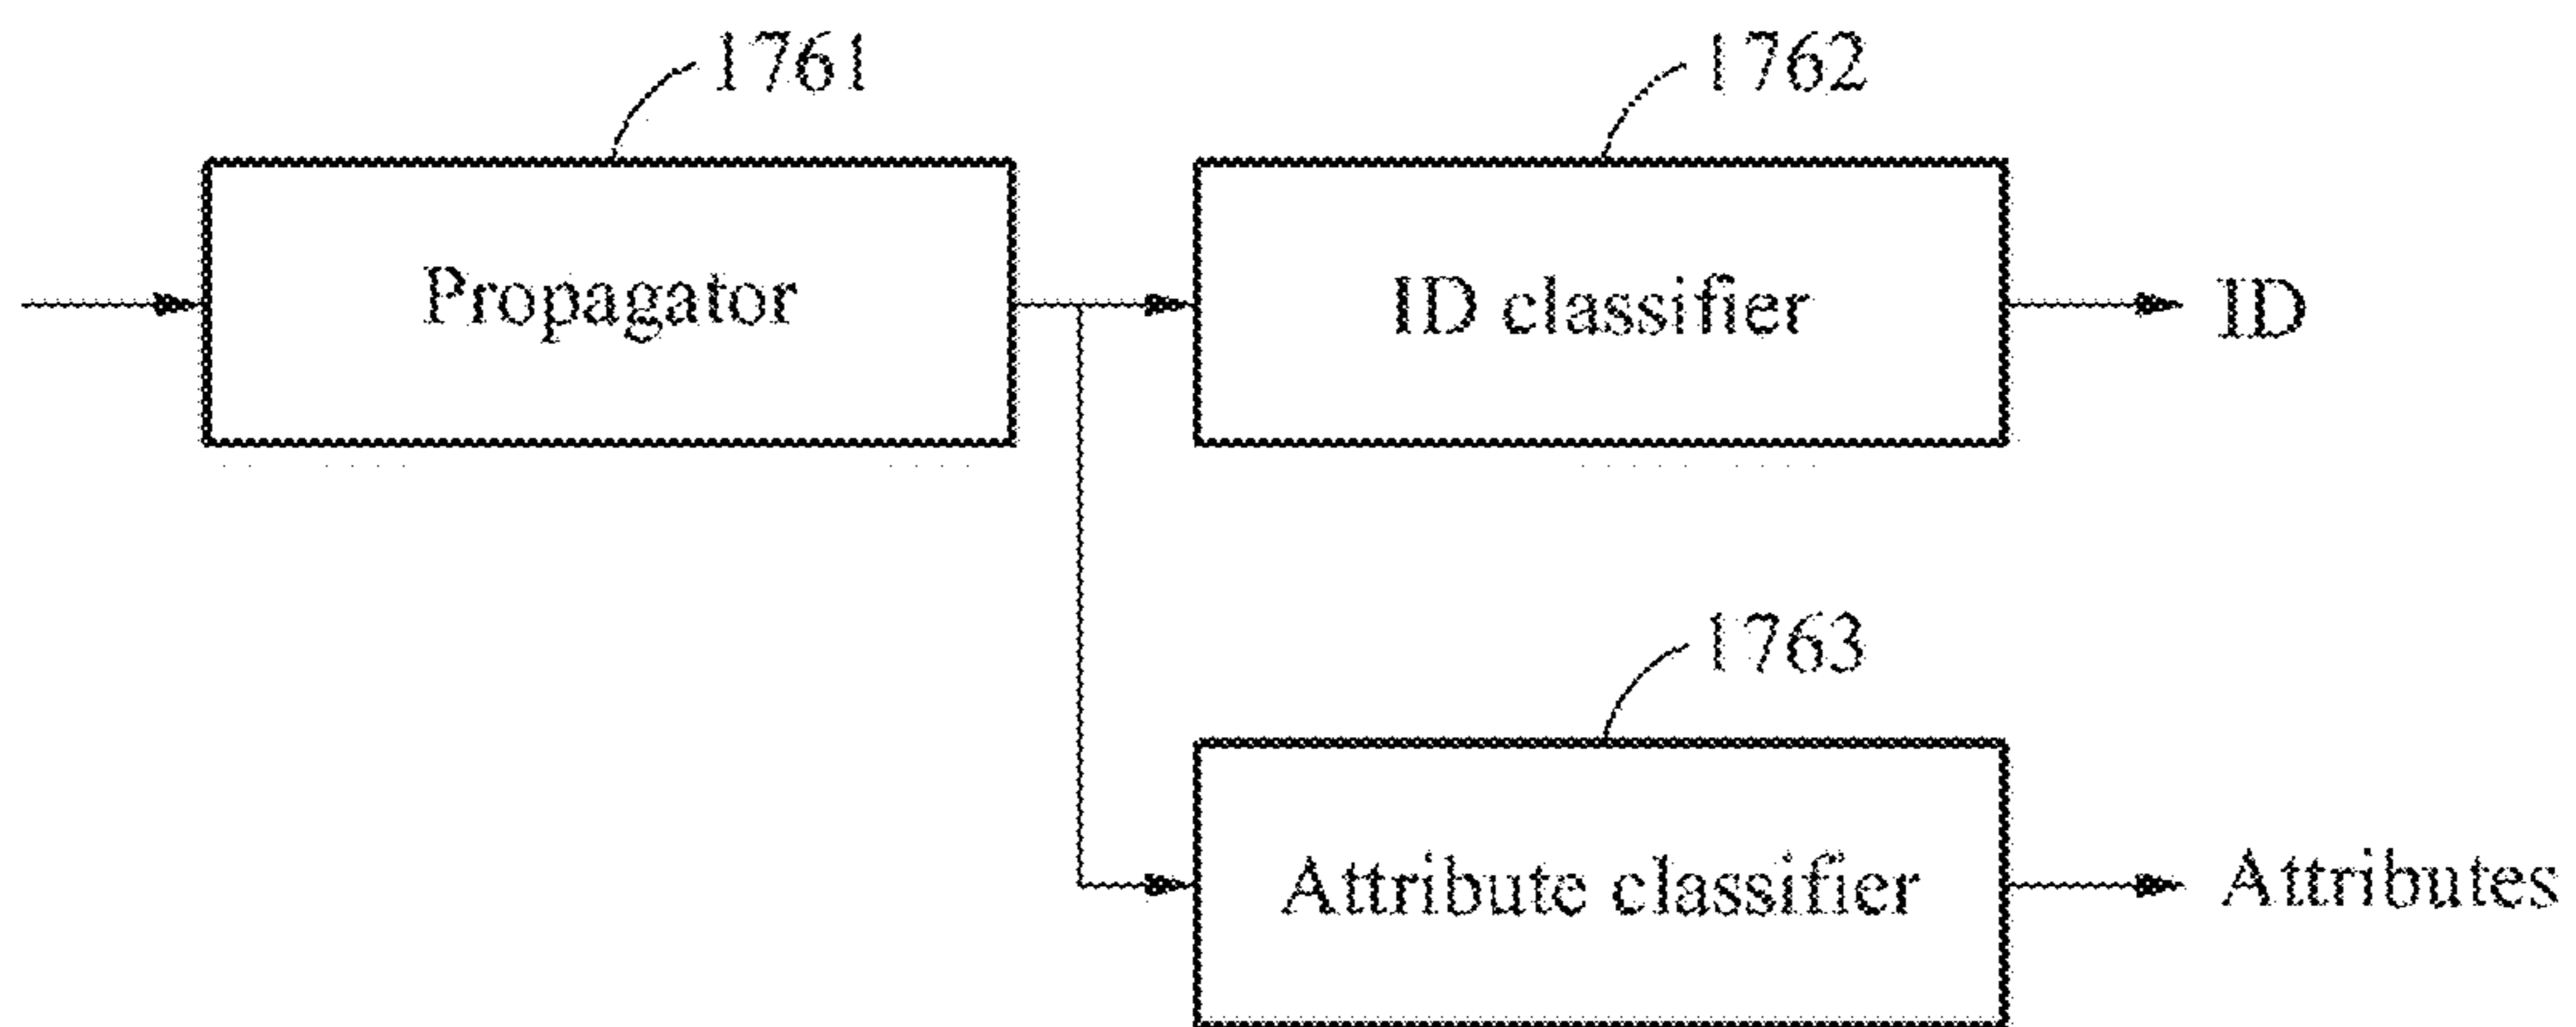 1761
1762
Propagator
ID classifier
ID
1763
Attribute classifier
Attributes